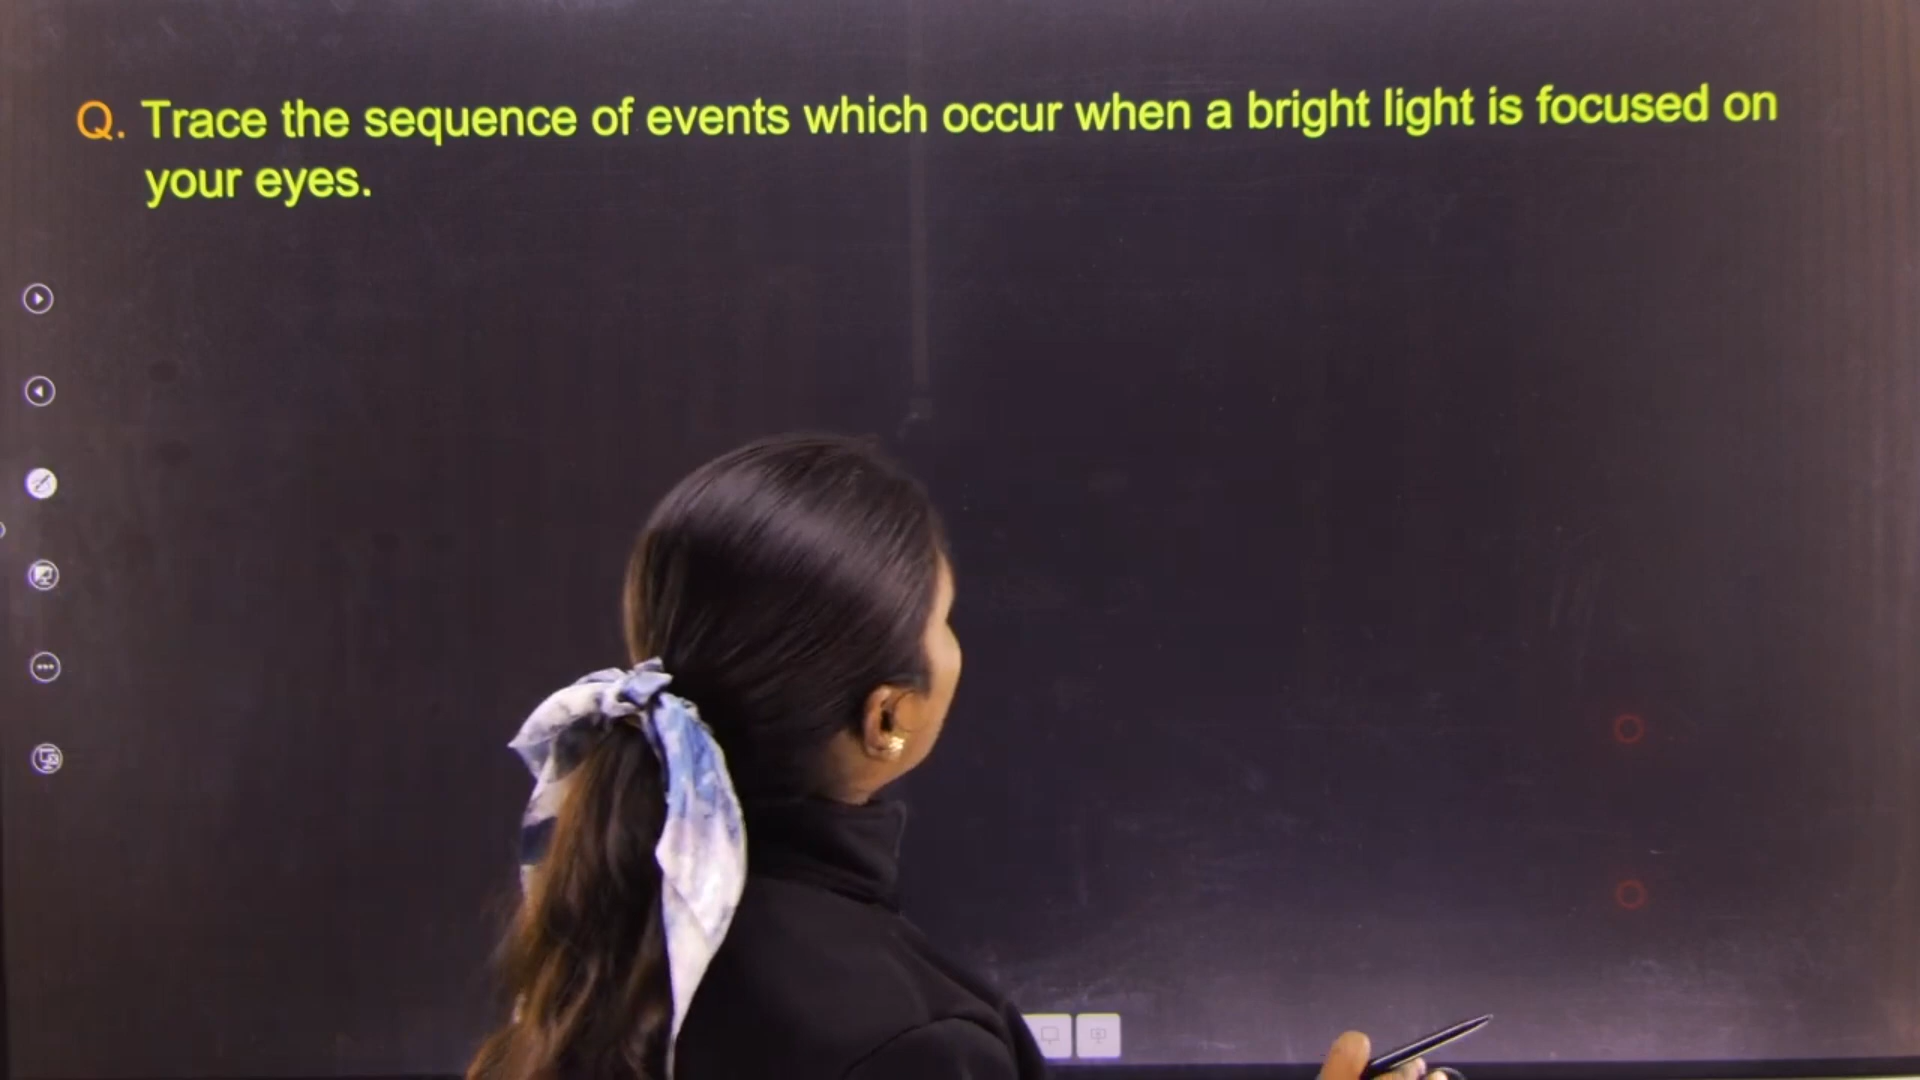 Q. Trace the sequence of events which occur when a bright light is focused on
your eyes.